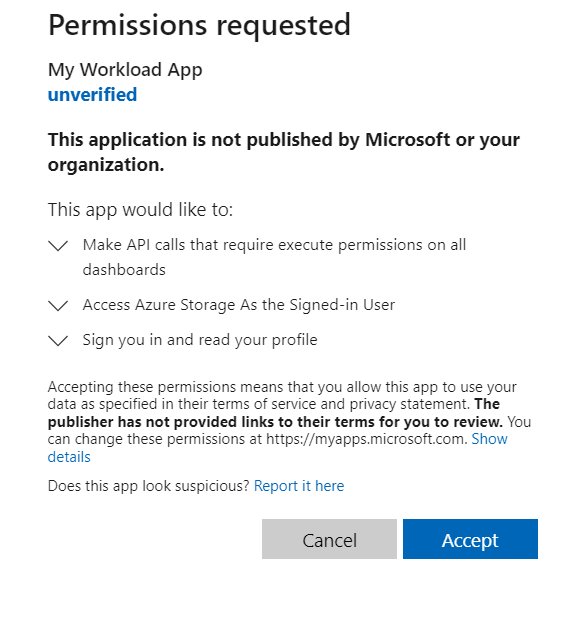 Permissions requested
My Workload App
unverified
This application is not published by Microsoft or your
organization.
This app would like to:
Make API calls that require execute permissions on all
dashboards
Access Azure Storage As the Signed-in User
Sign you in and read your profile
Accepting these permissions means that you allow this app to use your
data as specified in their terms of service and privacy statement. The
publisher has not provided links to their terms for you to review. You
can change these permissions at https://myapps.microsoft.com. Show
details
Does this app look suspicious? Report it here
Cancel Accept